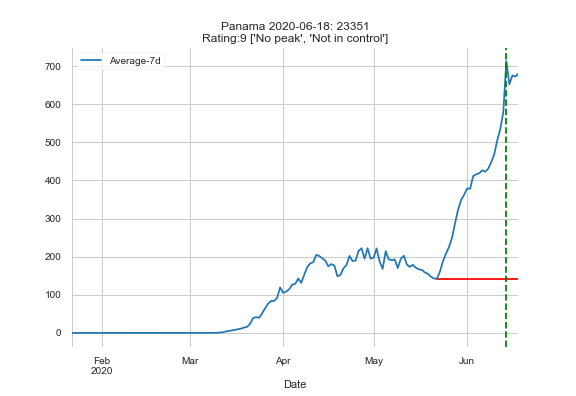 Panama 2020-06-18: 23351
Rating:9 ['No peak', 'Not in control']
Average-7d
700
600
500
400
300
200
100
0
Feb
2020
Mar
Apr
May
Jun
Date